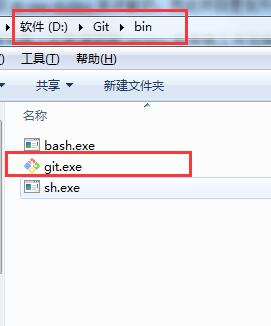 软件 (D:) Git bin
工具(T) 帮助(H)
共享 新建文件夹
名称
bash.exe
git.exe
sh.exe